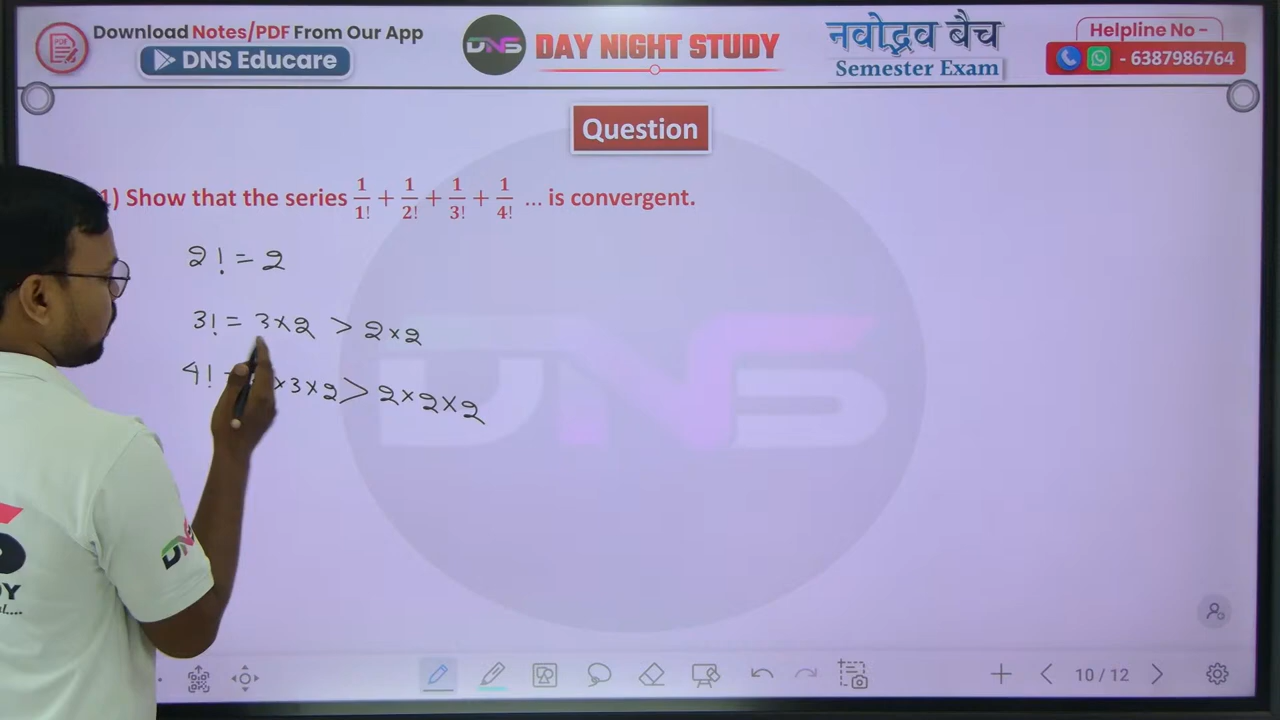 Download Notes/PDF From Our App
DNS Educare
DNS
DAY NIGHT STUDY
नवोद्भव बैच
Semester Exam
Helpline No -
- 6387986764
Question
1) Show that the series 1/1! + 1/2! + 1/3! + 1/4! ... is convergent.
2! = 2
3! = 3×2 > 2×2
4! = ×3×2 > 2×2×2
DNS
DNS
10 / 12